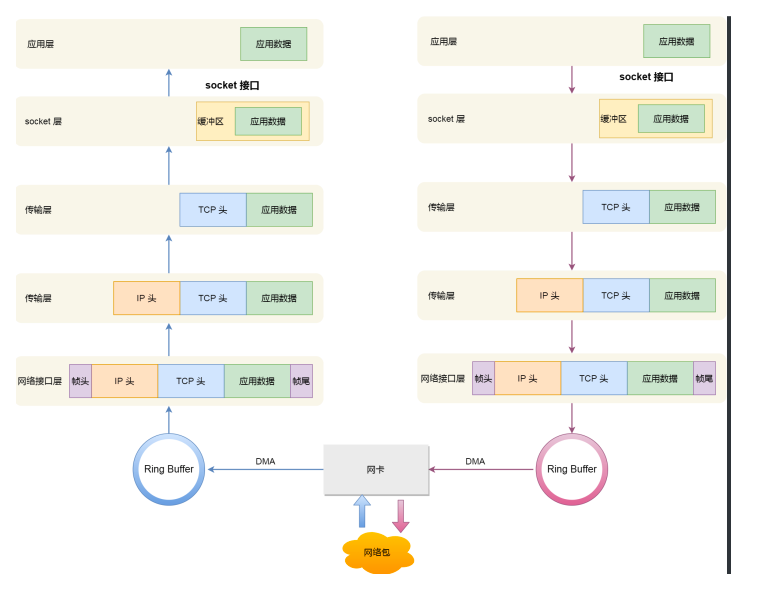 应用层
应用数据
socket 接口
socket 层
缓冲区
应用数据
传输层
TCP 头
应用数据
传输层
IP 头
TCP 头
应用数据
网络接口层
帧头
IP 头
TCP 头
应用数据
帧尾
Ring Buffer
DMA
网卡
网络包
应用层
应用数据
socket 接口
socket 层
缓冲区
应用数据
传输层
TCP 头
应用数据
传输层
IP 头
TCP 头
应用数据
网络接口层
帧头
IP 头
TCP 头
应用数据
帧尾
DMA
Ring Buffer